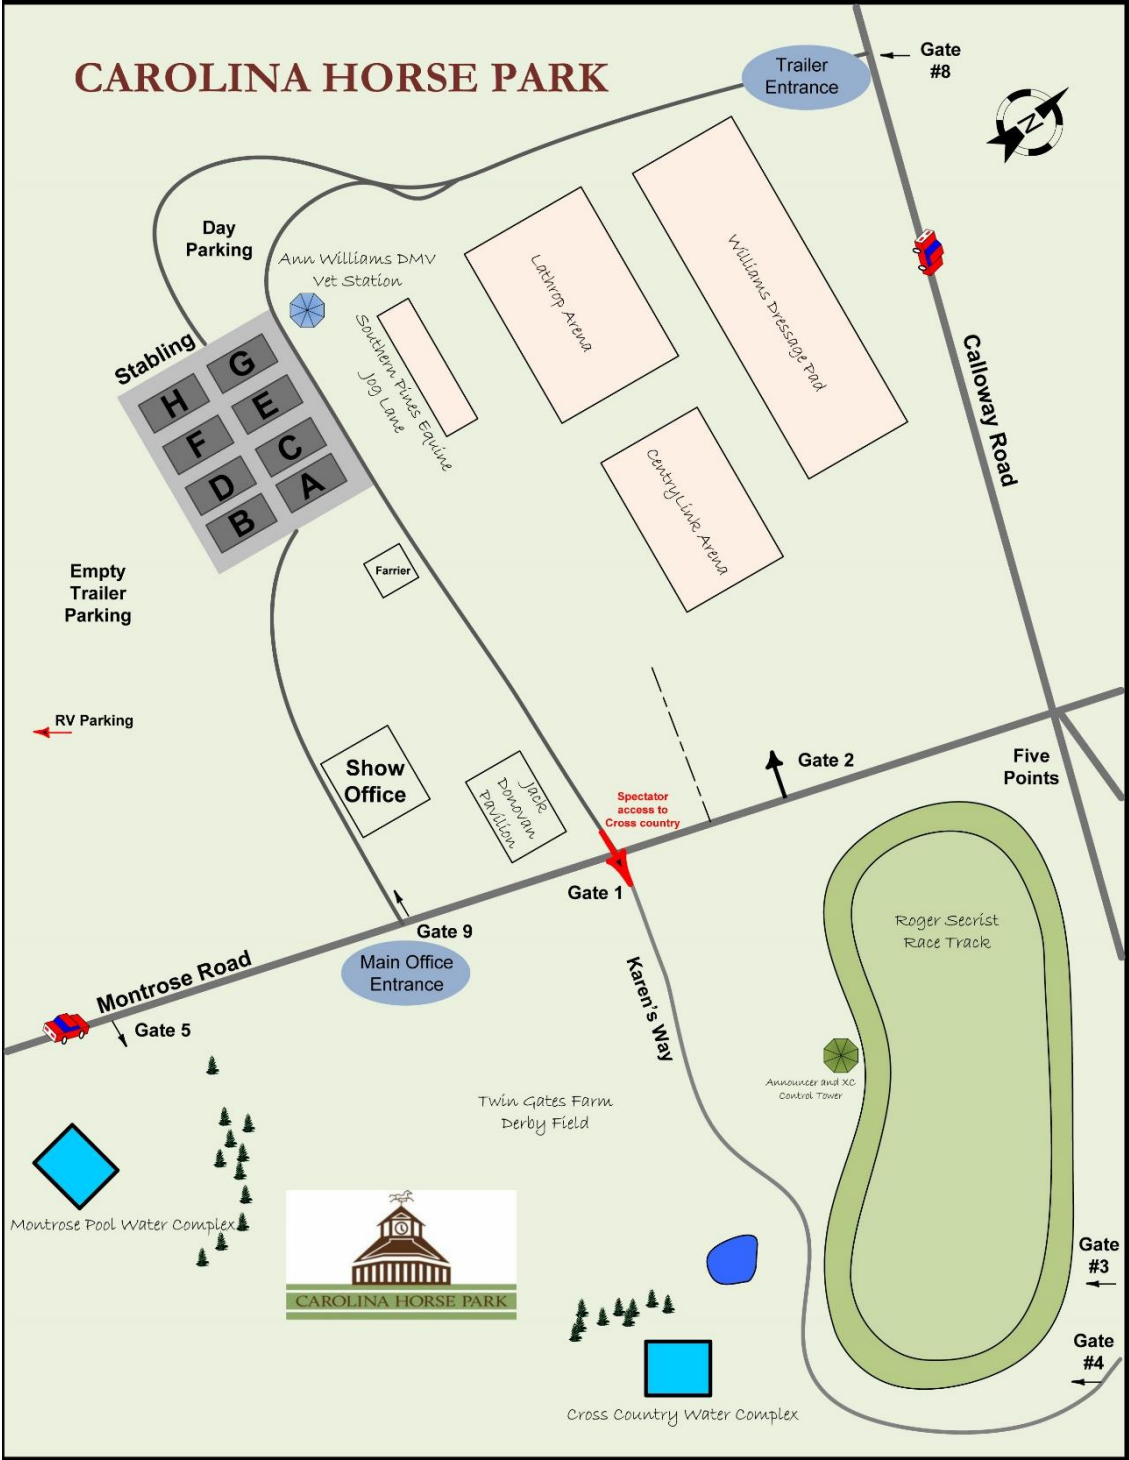 CAROLINA HORSE PARK
Trailer
Entrance
Gate
#8
N
Day
Parking
Ann Williams DMV
Vet Station
Stabling
G
H
E
F
C
D
A
B
Southern Pines Equine
Jog Lane
Lathrop Arena
Williams Dressage Pad
CentryLink Arena
Calloway Road
Farrier
Empty
Trailer
Parking
RV Parking
Show
Office
Jack
Donovan
Pavilion
Spectator
access to
Cross country
Gate 2
Five
Points
Gate 1
Gate 9
Main Office
Entrance
Montrose Road
Gate 5
Karen's Way
Roger Secrist
Race Track
Announcer and XC
Control Tower
Twin Gates Farm
Derby Field
Montrose Pool Water Complex
CAROLINA HORSE PARK
Gate
#3
Gate
#4
Cross Country Water Complex